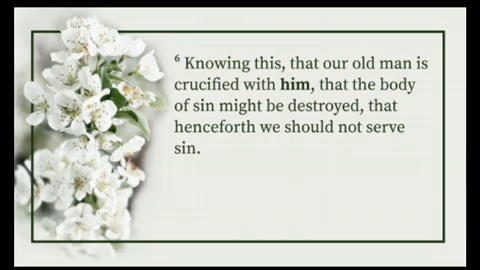 ⁶ Knowing this, that our old man is
crucified with him, that the body
of sin might be destroyed, that
henceforth we should not serve
sin.